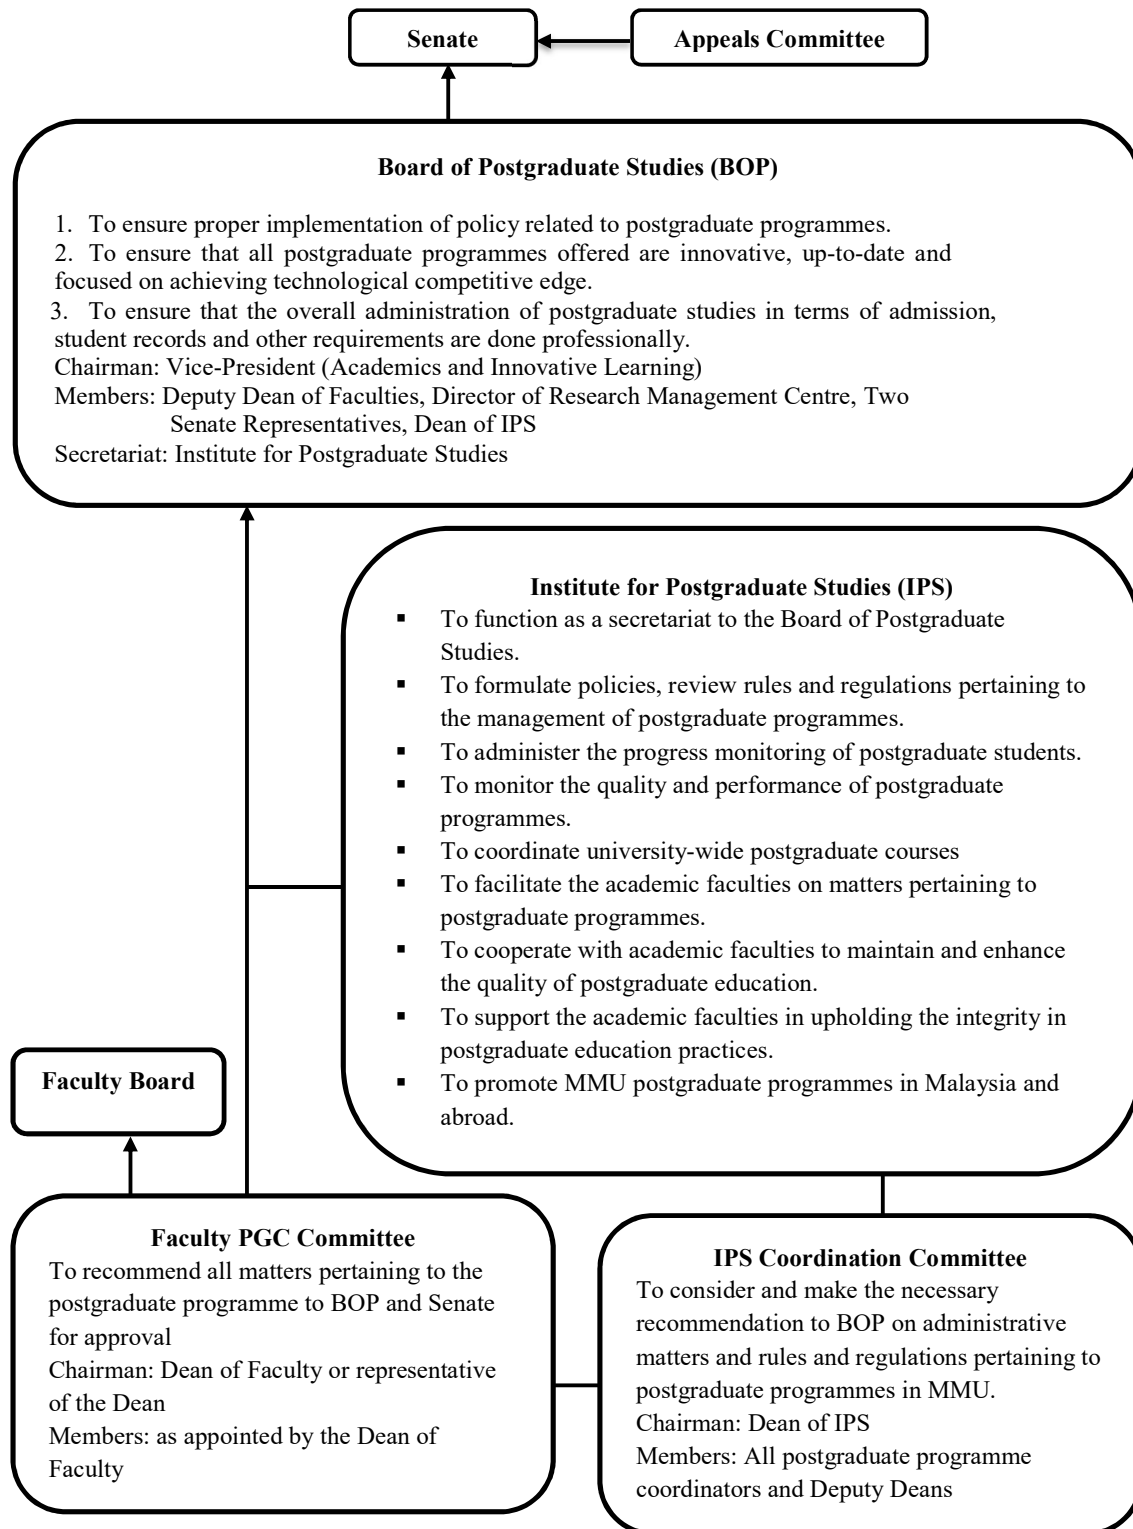 Senate
Appeals Committee
Board of Postgraduate Studies (BOP)
1. To ensure proper implementation of policy related to postgraduate programmes.
2. To ensure that all postgraduate programmes offered are innovative, up-to-date and
focused on achieving technological competitive edge.
3. To ensure that the overall administration of postgraduate studies in terms of admission,
student records and other requirements are done professionally.
Chairman: Vice-President (Academics and Innovative Learning)
Members: Deputy Dean of Faculties, Director of Research Management Centre, Two
Senate Representatives, Dean of IPS
Secretariat: Institute for Postgraduate Studies
Institute for Postgraduate Studies (IPS)
▪ To function as a secretariat to the Board of Postgraduate
Studies.
▪ To formulate policies, review rules and regulations pertaining to
the management of postgraduate programmes.
▪ To administer the progress monitoring of postgraduate students.
▪ To monitor the quality and performance of postgraduate
programmes.
▪ To coordinate university-wide postgraduate courses
▪ To facilitate the academic faculties on matters pertaining to
postgraduate programmes.
▪ To cooperate with academic faculties to maintain and enhance
the quality of postgraduate education.
▪ To support the academic faculties in upholding the integrity in
postgraduate education practices.
▪ To promote MMU postgraduate programmes in Malaysia and
abroad.
Faculty Board
Faculty PGC Committee
To recommend all matters pertaining to the
postgraduate programme to BOP and Senate
for approval
Chairman: Dean of Faculty or representative
of the Dean
Members: as appointed by the Dean of
Faculty
IPS Coordination Committee
To consider and make the necessary
recommendation to BOP on administrative
matters and rules and regulations pertaining to
postgraduate programmes in MMU.
Chairman: Dean of IPS
Members: All postgraduate programme
coordinators and Deputy Deans